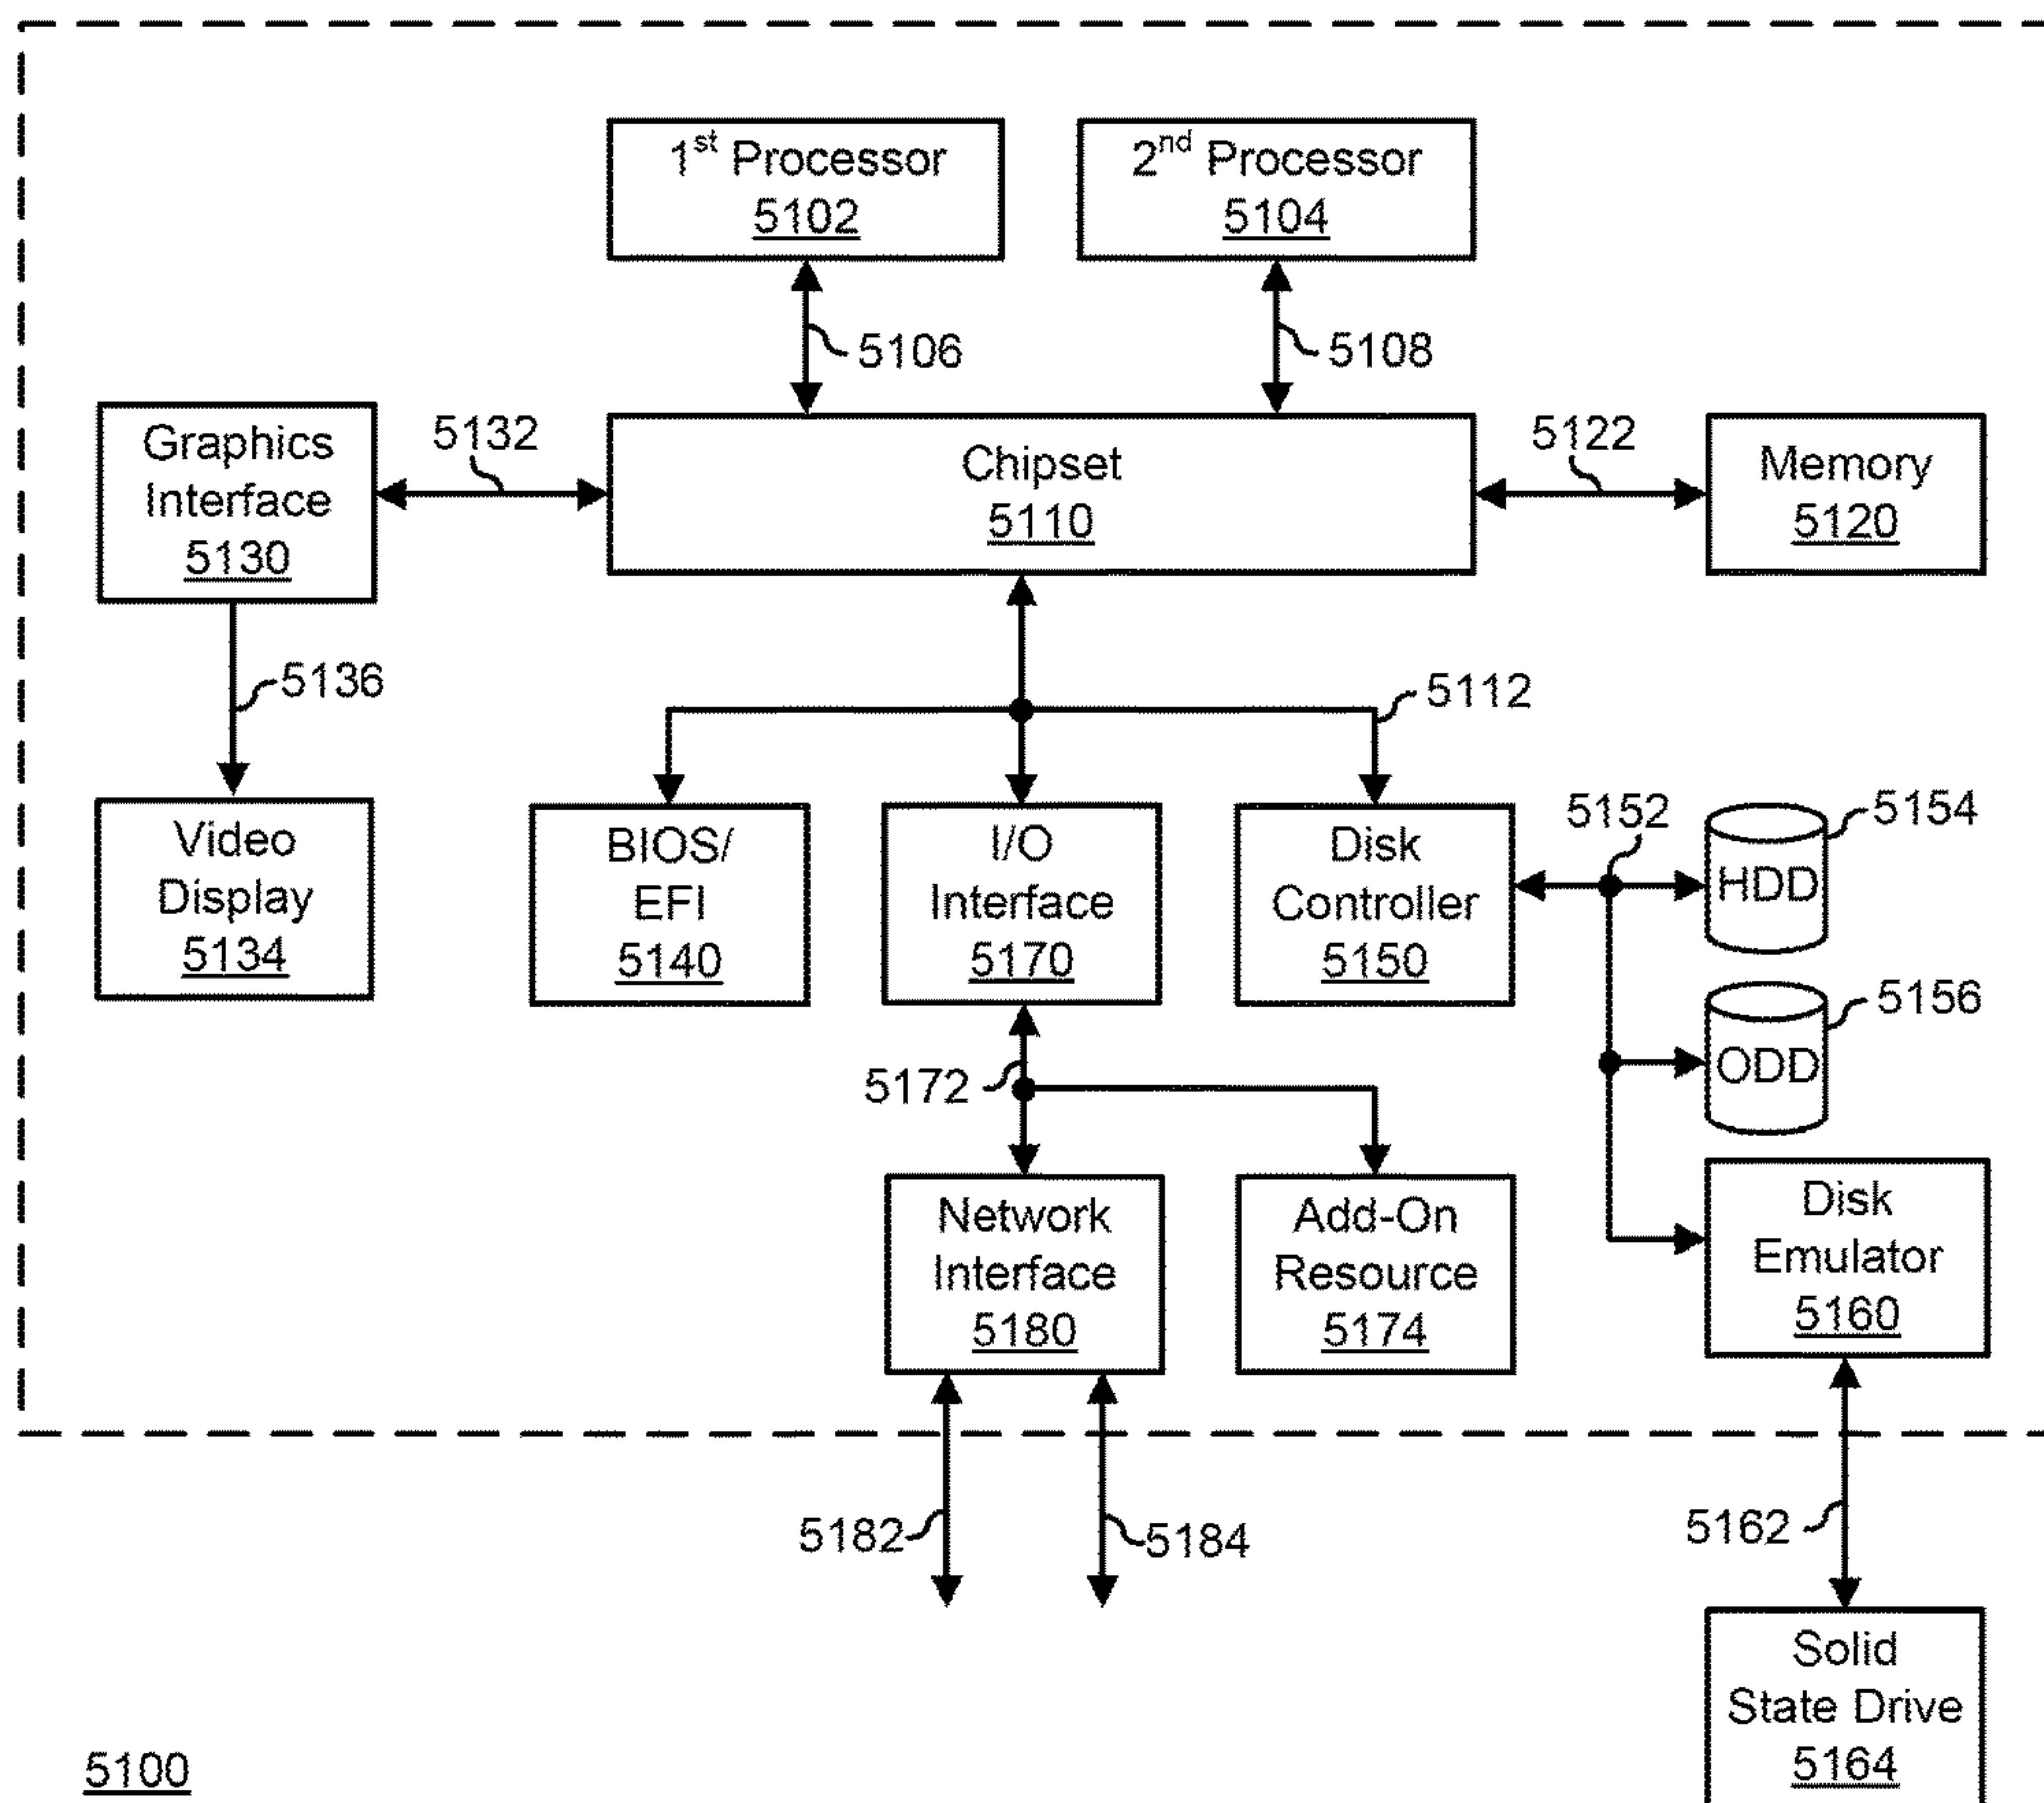 1st Processor
5102
2nd Processor
5104
5106
5108
Graphics
Interface
5130
5132
Chipset
5110
5122
Memory
5120
5136
5112
Video
Display
5134
BIOS/
EFI
5140
I/O
Interface
5170
Disk
Controller
5150
5152
5154
HDD
5156
ODD
5172
Network
Interface
5180
Add-On
Resource
5174
Disk
Emulator
5160
5182
5184
5162
Solid
State Drive
5164
5100